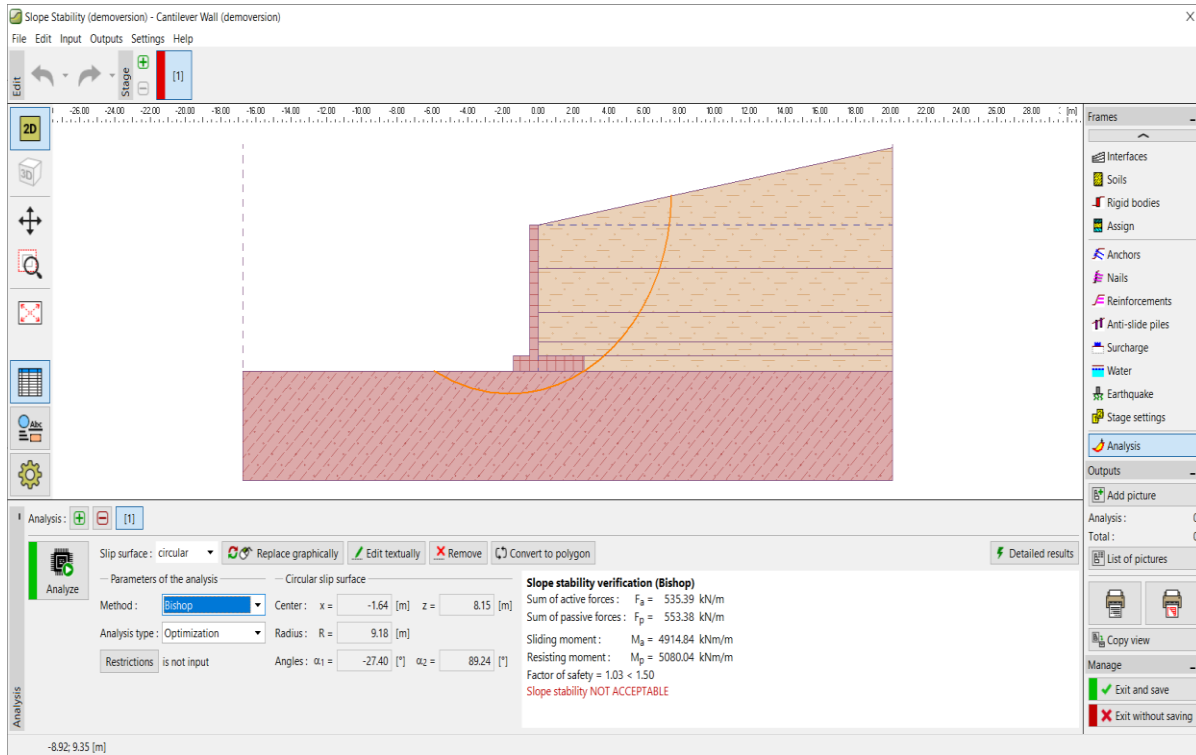 Slope Stability (demoversion) - Cantilever Wall (demoversion) X
File Edit Input Outputs Settings Help
Edit
Stage
[1]
-26.00 -24.00 -22.00 -20.00 -18.00 -16.00 -14.00 -12.00 -10.00 -8.00 -6.00 -4.00 -2.00 0.00 2.00 4.00 6.00 8.00 10.00 12.00 14.00 16.00 18.00 20.00 22.00 24.00 26.00 28.00 [m]
2D
3D
Abc
Frames
Interfaces
Soils
Rigid bodies
Assign
Anchors
Nails
Reinforcements
Anti-slide piles
Surcharge
Water
Earthquake
Stage settings
Analysis
Outputs
Add picture
Analysis : 0
Total : 0
List of pictures
Copy view
Manage
Exit and save
Exit without saving
Analysis : [1]
Analyze
Slip surface : circular Replace graphically Edit textually Remove Convert to polygon Detailed results
Parameters of the analysis Circular slip surface
Method : Bishop Center : x = -1.64 [m] z = 8.15 [m]
Analysis type : Optimization Radius : R = 9.18 [m]
Restrictions is not input Angles : α1 = -27.40 [°] α2 = 89.24 [°]
Slope stability verification (Bishop)
Sum of active forces : Fa = 535.39 kN/m
Sum of passive forces : Fp = 553.38 kN/m
Sliding moment : Ma = 4914.84 kNm/m
Resisting moment : Mp = 5080.04 kNm/m
Factor of safety = 1.03 < 1.50
Slope stability NOT ACCEPTABLE
Analysis
-8.92; 9.35 [m]